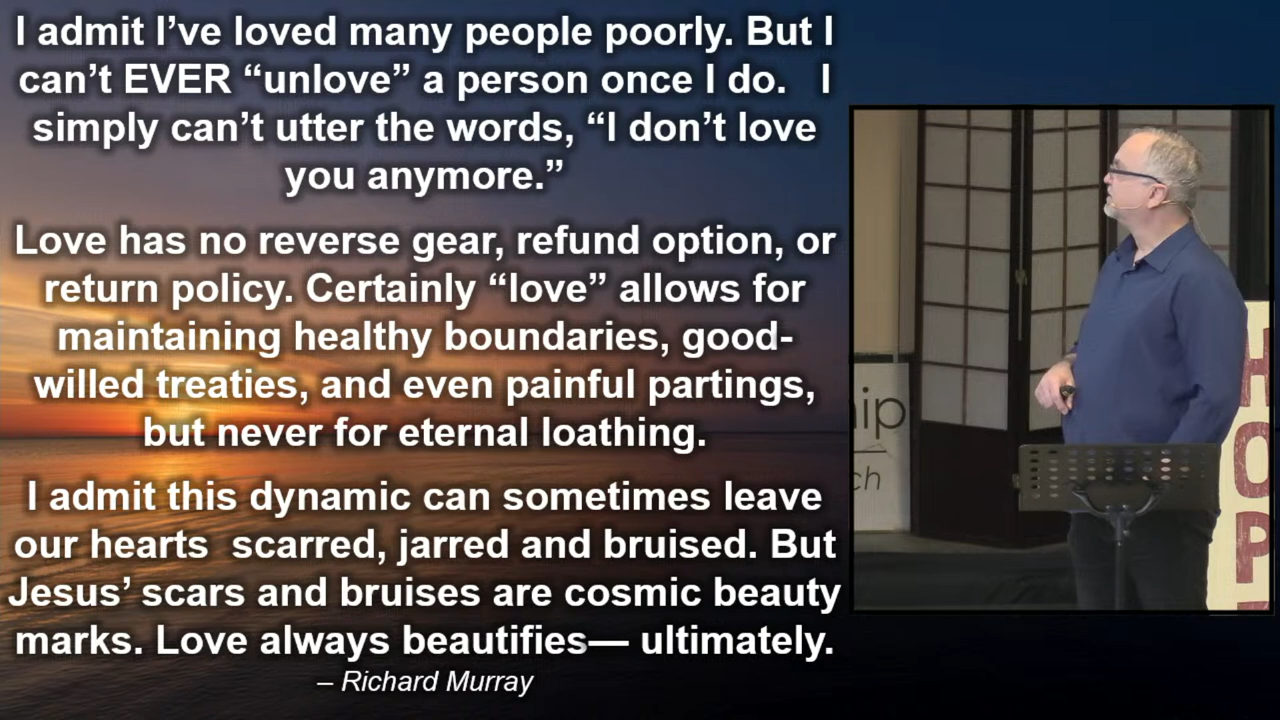 I admit I’ve loved many people poorly. But I
can’t EVER “unlove” a person once I do.   I
simply can’t utter the words, “I don’t love
you anymore.”
Love has no reverse gear, refund option, or
return policy. Certainly “love” allows for
maintaining healthy boundaries, good-
willed treaties, and even painful partings,
but never for eternal loathing.
I admit this dynamic can sometimes leave
our hearts  scarred, jarred and bruised. But
Jesus’ scars and bruises are cosmic beauty
marks. Love always beautifies— ultimately.
– Richard Murray
H
O
P